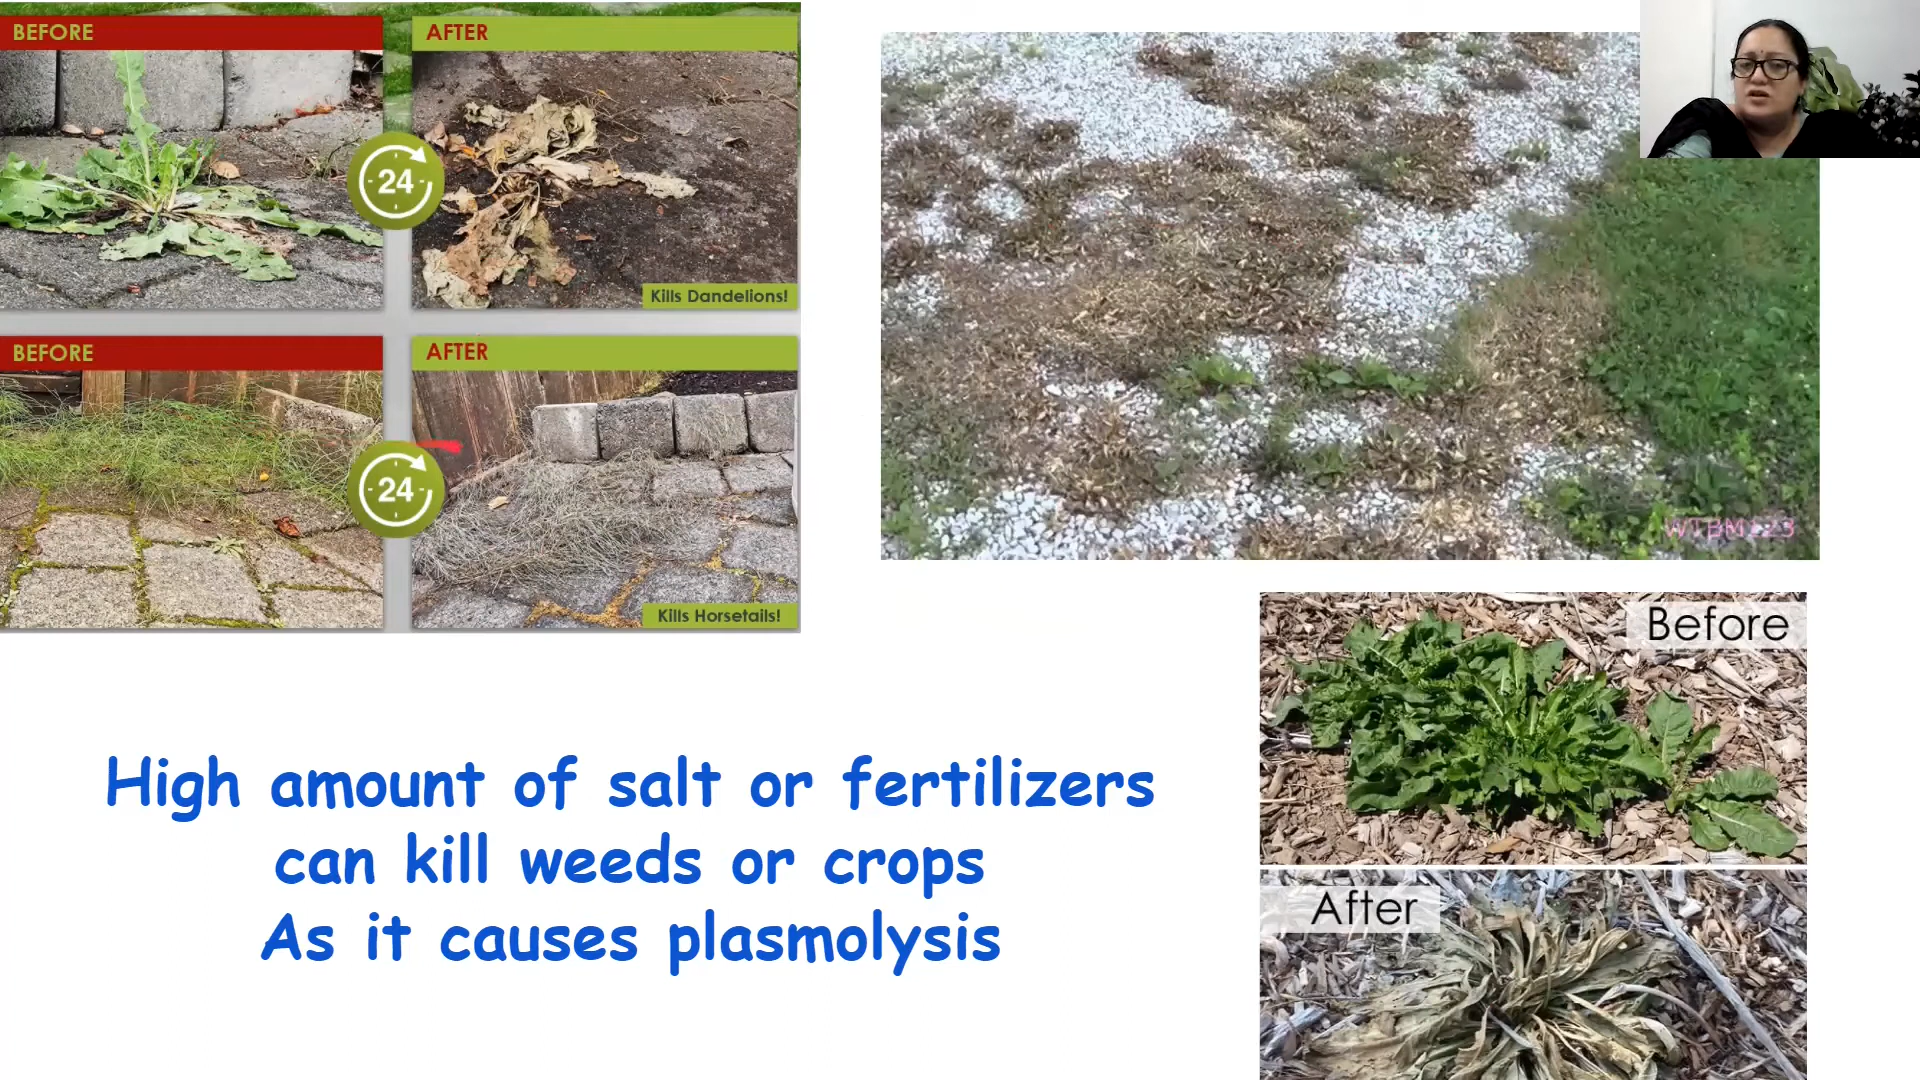 BEFORE
AFTER
24
Kills Dandelions!
BEFORE
AFTER
24
Kills Horsetails!
WTBM223
Before
After
High amount of salt or fertilizers
can kill weeds or crops
As it causes plasmolysis